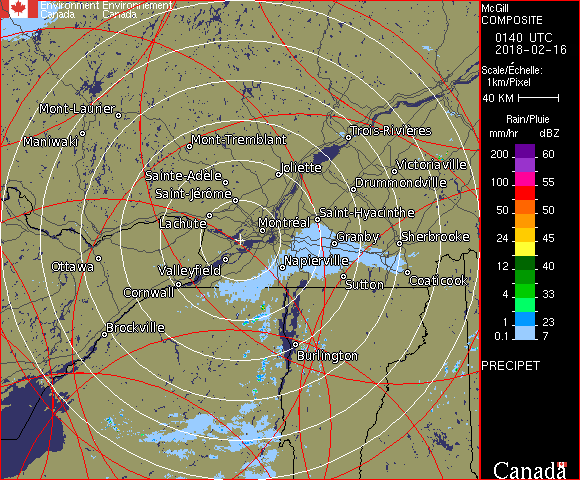 Environment Environnement
Canada Canada
McGill
COMPOSITE
0140 UTC
2018-02-16
Scale/Échelle:
1km/Pixel
40 KM
Rain/Pluie
mm/hr dBZ
200 60
150 57
100 55
50 50
24 45
12 40
4 33
1 23
0.1 7
PRECIPET
Canada
Mont-Laurier
Maniwaki
Mont-Tremblant
Trois-Rivières
Joliette
Victoriaville
Sainte-Adèle
Drummondville
Saint-Jérôme
Saint-Hyacinthe
Lachute
Montréal
Granby
Sherbrooke
Ottawa
Valleyfield
Napierville
Coaticook
Cornwall
Sutton
Brockville
Burlington